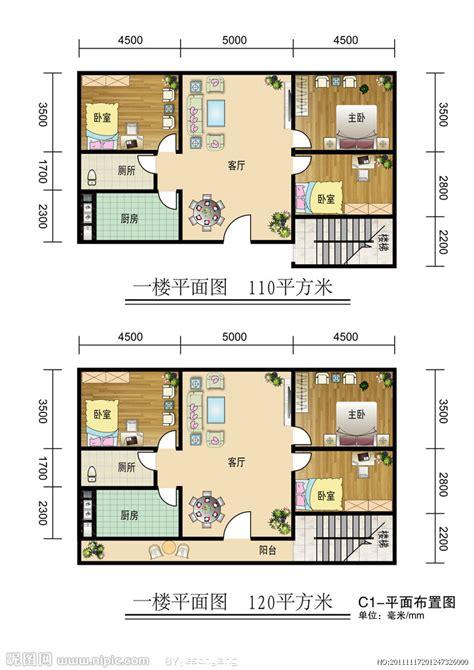 4500 5000 4500
3500
1700
2300
3500
2800
2200
卧室
主卧
厕所
客厅
卧室
厨房
楼梯
一楼平面图 110平方米
4500 5000 4500
3500
1700
2300
3500
2800
2200
卧室
主卧
厕所
客厅
卧室
厨房
楼梯
阳台
一楼平面图 120平方米
C1-平面布置图
单位：毫米/mm
昵图网
www.nipic.com
NO:20111117201247326000